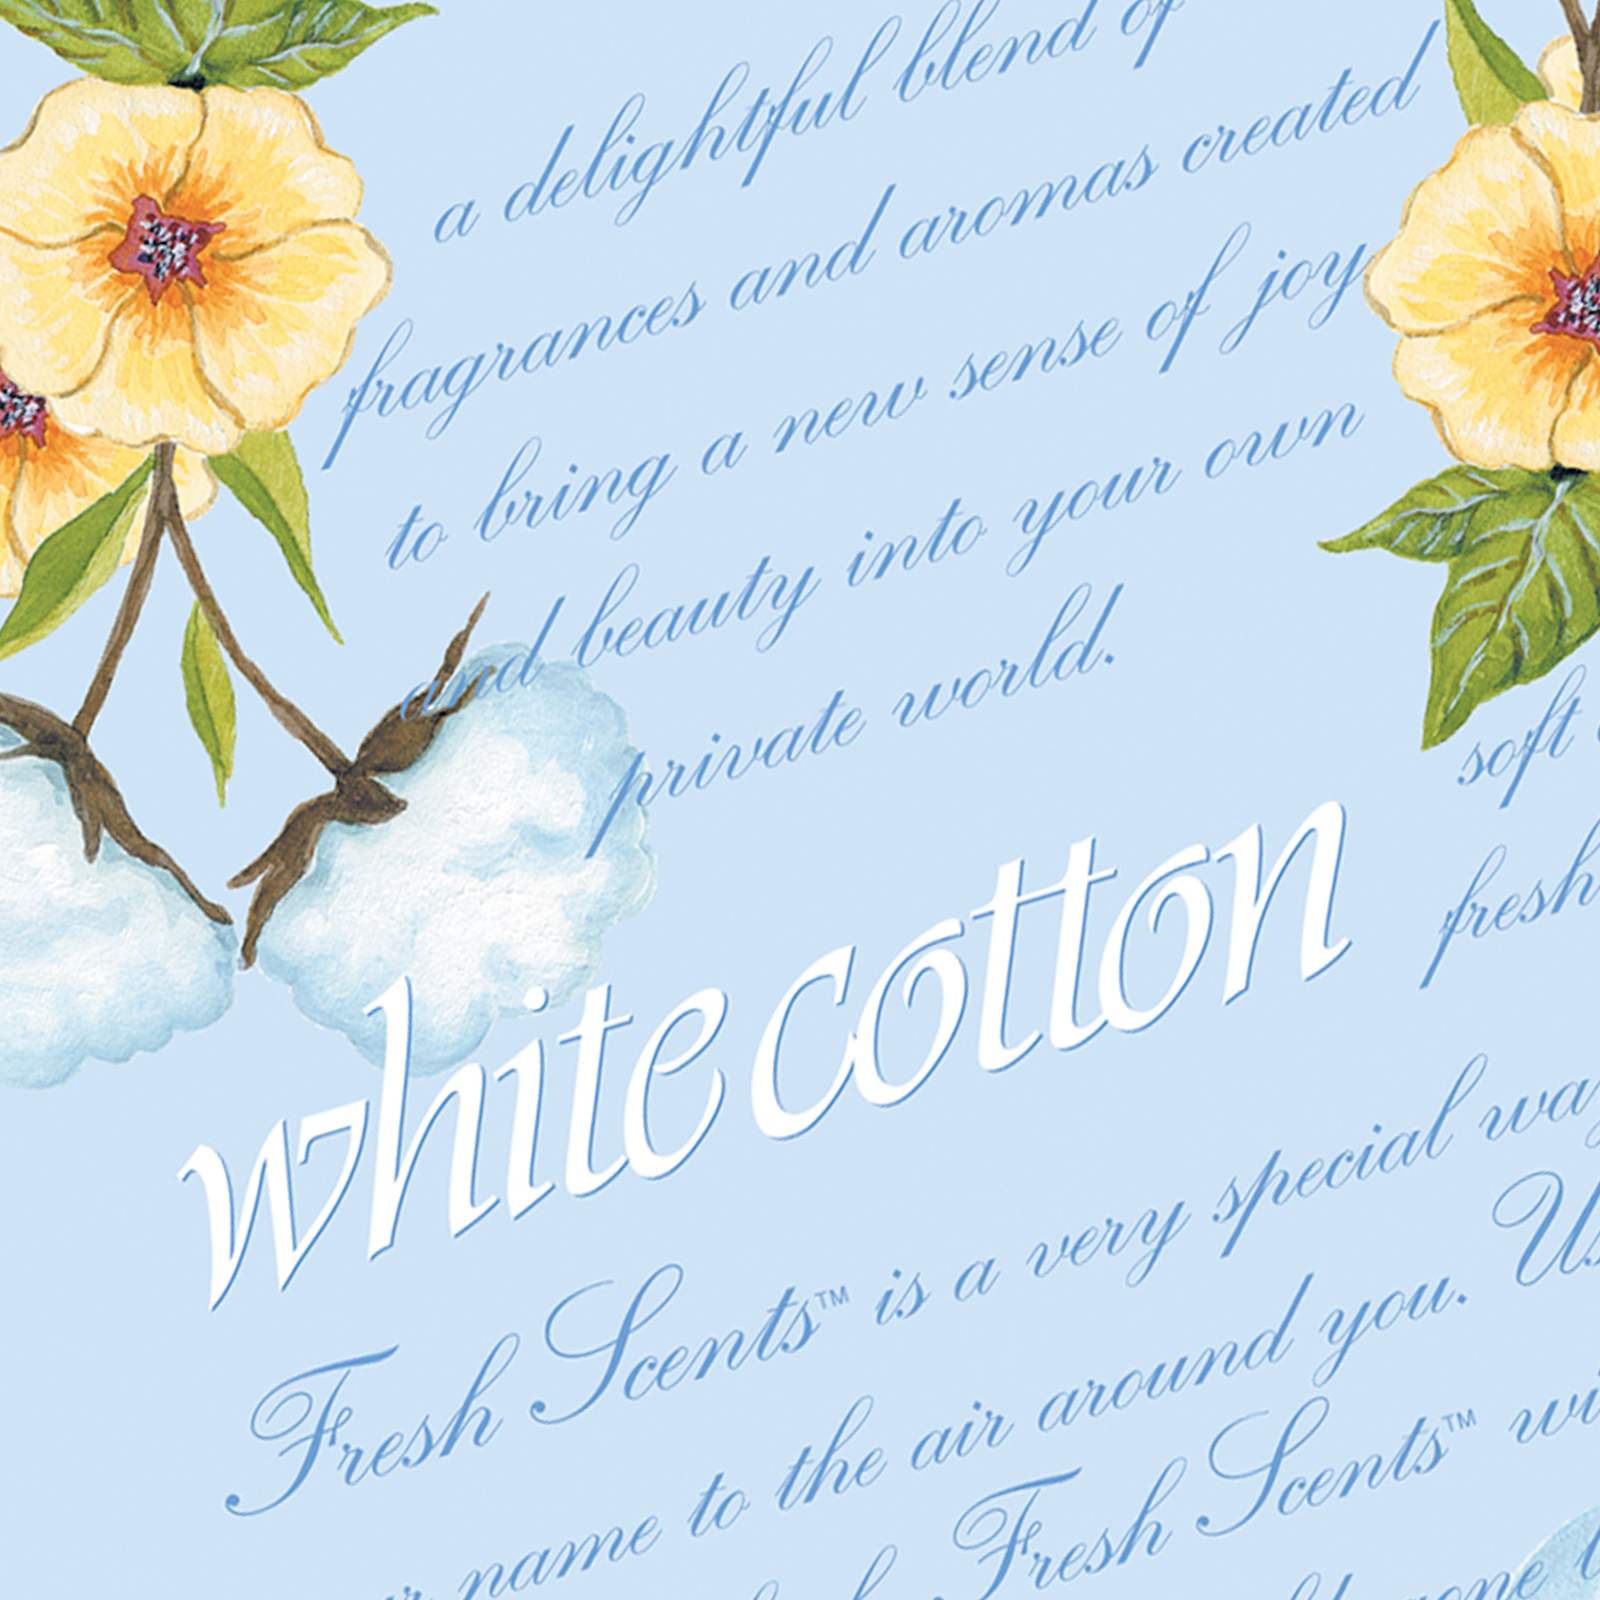 a delightful blend of
fragrances and aromas created
to bring a new sense of joy
and beauty into your own
private world.
soft
fresh
white cotton
Fresh Scents™ is a very special
name to the air around you.
Fresh Scents™